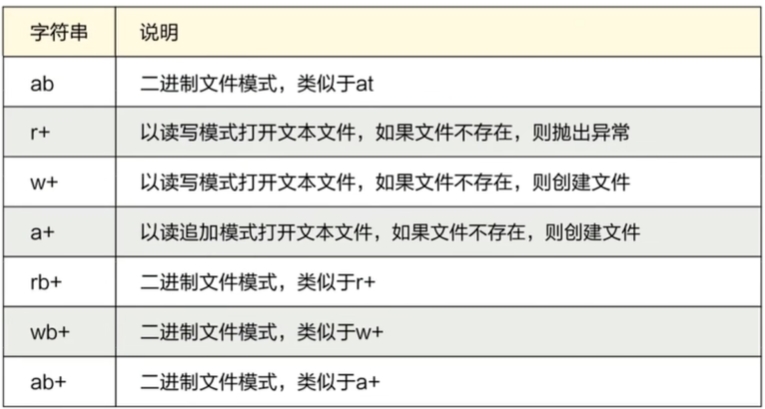 字符串 说明
ab 二进制文件模式，类似于at
r+ 以读写模式打开文本文件，如果文件不存在，则抛出异常
w+ 以读写模式打开文本文件，如果文件不存在，则创建文件
a+ 以读追加模式打开文本文件，如果文件不存在，则创建文件
rb+ 二进制文件模式，类似于r+
wb+ 二进制文件模式，类似于w+
ab+ 二进制文件模式，类似于a+